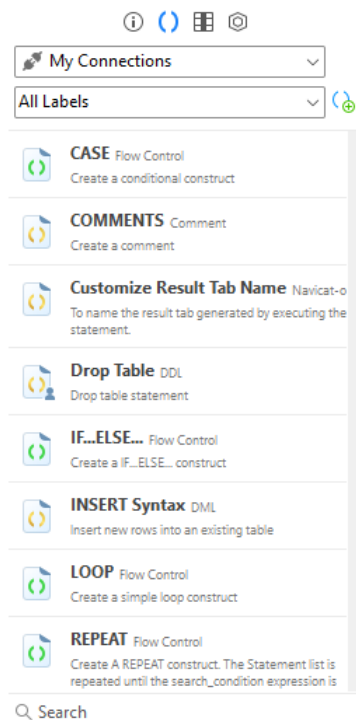 My Connections
All Labels
CASE Flow Control
Create a conditional construct
COMMENTS Comment
Create a comment
Customize Result Tab Name Navicat-o
To name the result tab generated by executing the
statement.
Drop Table DDL
Drop table statement
IF...ELSE... Flow Control
Create a IF...ELSE... construct
INSERT Syntax DML
Insert new rows into an existing table
LOOP Flow Control
Create a simple loop construct
REPEAT Flow Control
Create A REPEAT construct. The Statement list is
repeated until the search_condition expression is
Search